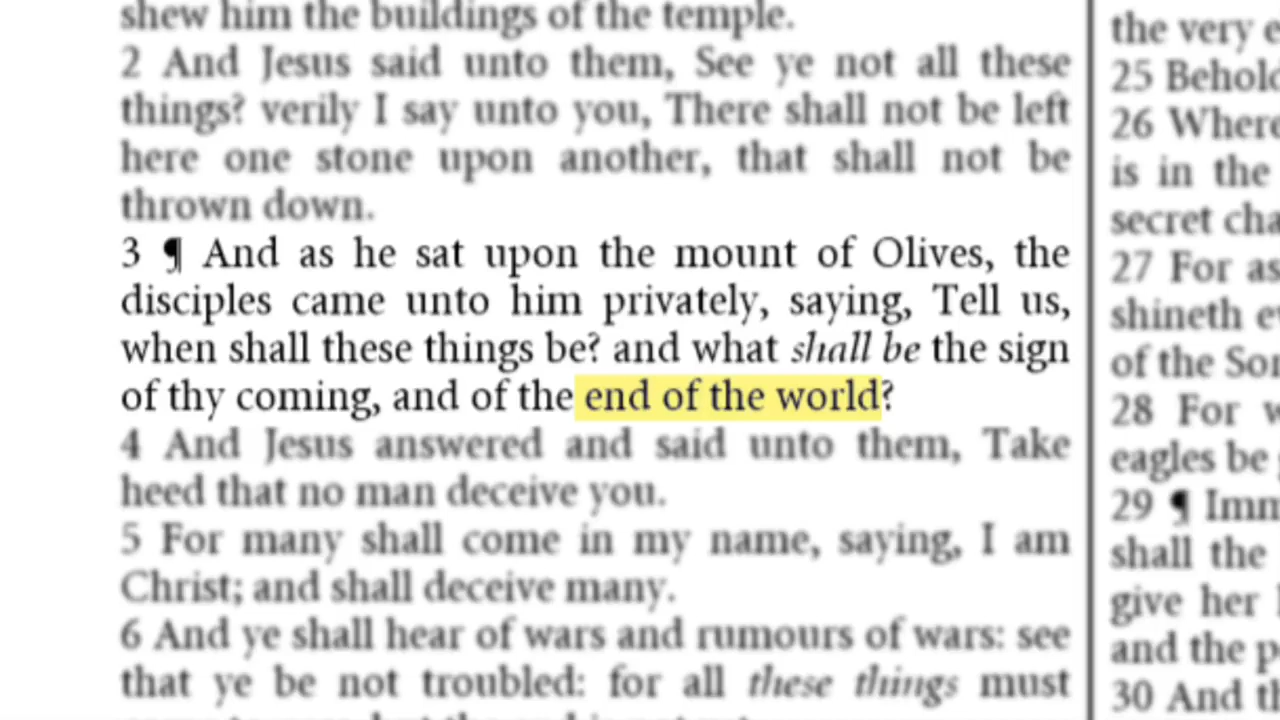 shew him the buildings of the temple.
2 And Jesus said unto them, See ye not all these
things? verily I say unto you, There shall not be left
here one stone upon another, that shall not be
thrown down.
3 ¶ And as he sat upon the mount of Olives, the
disciples came unto him privately, saying, Tell us,
when shall these things be? and what shall be the sign
of thy coming, and of the end of the world?
4 And Jesus answered and said unto them, Take
heed that no man deceive you.
5 For many shall come in my name, saying, I am
Christ; and shall deceive many.
6 And ye shall hear of wars and rumours of wars: see
that ye be not troubled: for all these things must
the very
25 Behold
26 Where
is in the
secret
27 For as
shineth
of the Son
28 For
eagles be
29 ¶
shall the
give her
and the
30 And